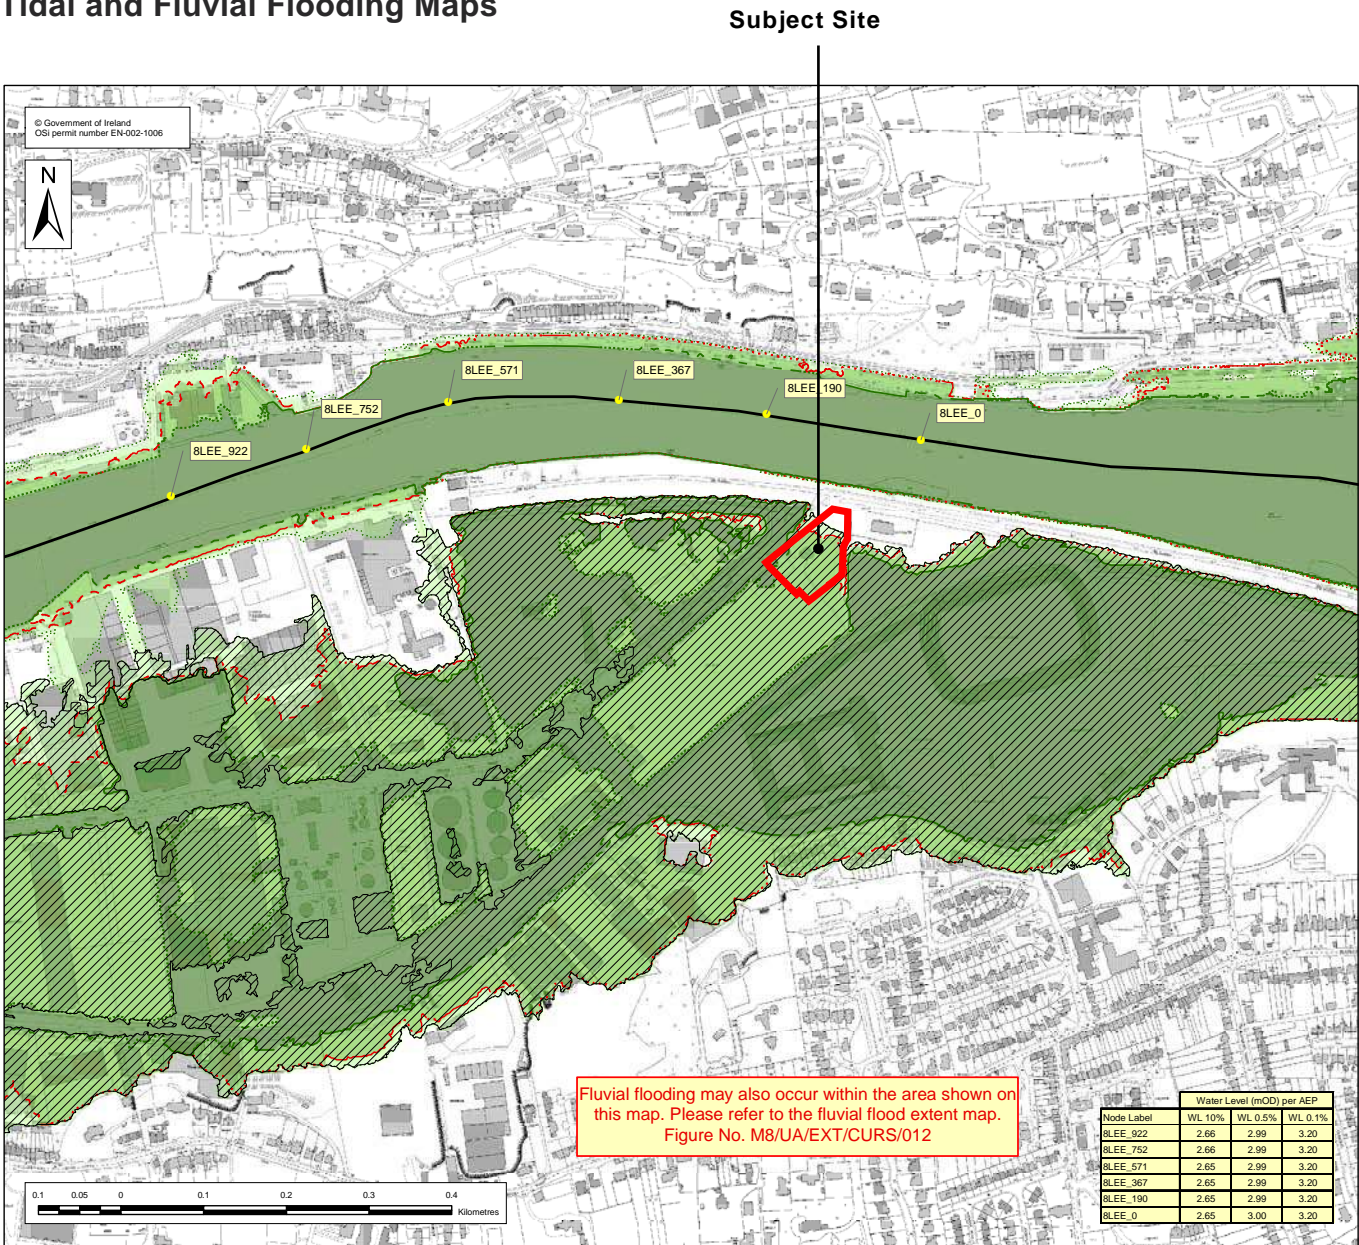 Tidal and Fluvial Flooding Maps
Subject Site
© Government of Ireland
OSi permit number EN-002-1006
N
8LEE_571
8LEE_367
8LEE_190
8LEE_752
8LEE_0
8LEE_922
Fluvial flooding may also occur within the area shown on
this map. Please refer to the fluvial flood extent map.
Figure No. M8/UA/EXT/CURS/012
Water Level (mOD) per AEP
Node Label WL 10% WL 0.5% WL 0.1%
8LEE_922 2.66 2.99 3.20
8LEE_752 2.66 2.99 3.20
8LEE_571 2.65 2.99 3.20
8LEE_367 2.65 2.99 3.20
8LEE_190 2.65 2.99 3.20
8LEE_0 2.65 3.00 3.20
0.1 0.05 0 0.1 0.2 0.3 0.4
Kilometres